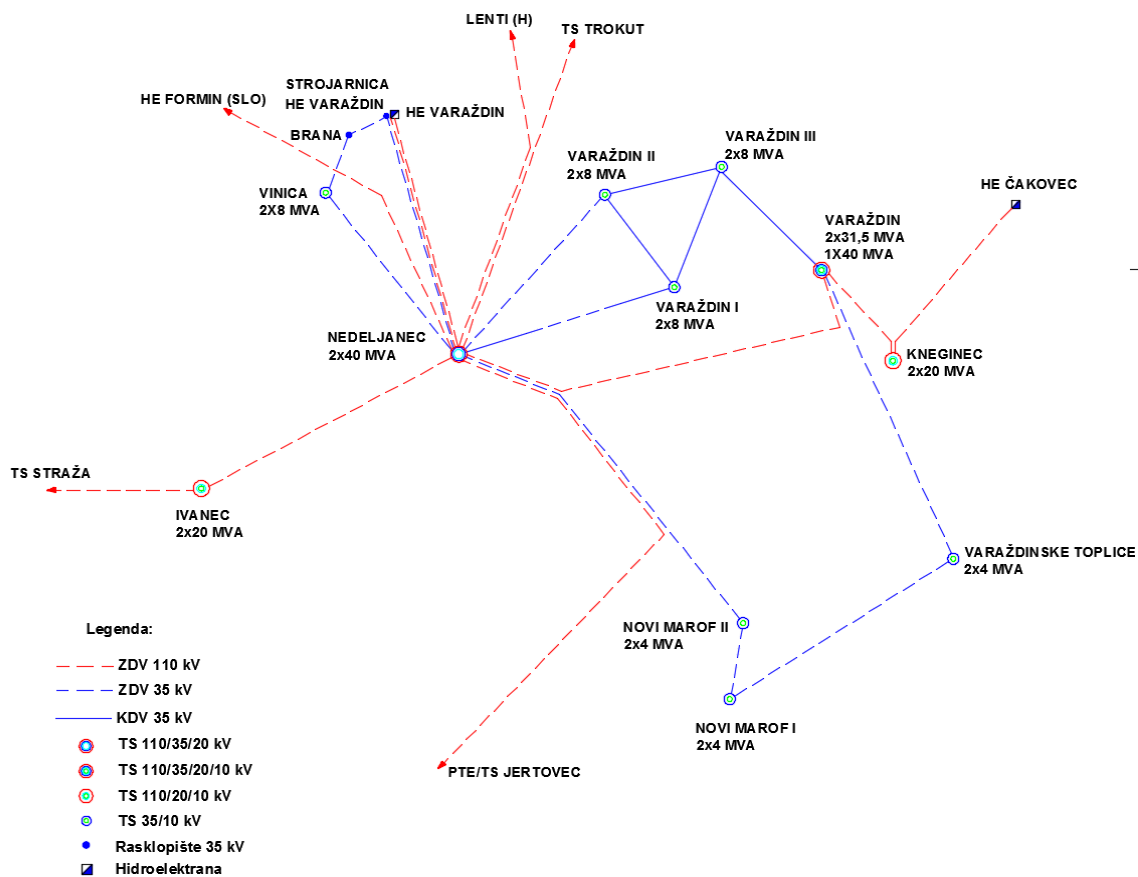 LENTI (H)
TS TROKUT
STROJARNICA
HE VARAŽDIN
HE FORMIN (SLO)
HE VARAŽDIN
BRANA
VINICA
2X8 MVA
VARAŽDIN II
2x8 MVA
VARAŽDIN III
2x8 MVA
HE ČAKOVEC
VARAŽDIN
2x31,5 MVA
1X40 MVA
VARAŽDIN I
2x8 MVA
NEDELJANEC
2x40 MVA
KNEGINEC
2x20 MVA
TS STRAŽA
IVANEC
2x20 MVA
VARAŽDINSKE TOPLICE
2x4 MVA
NOVI MAROF II
2x4 MVA
NOVI MAROF I
2x4 MVA
PTE/TS JERTOVEC
Legenda:
ZDV 110 kV
ZDV 35 kV
KDV 35 kV
TS 110/35/20 kV
TS 110/35/20/10 kV
TS 110/20/10 kV
TS 35/10 kV
Rasklopište 35 kV
Hidroelektrana